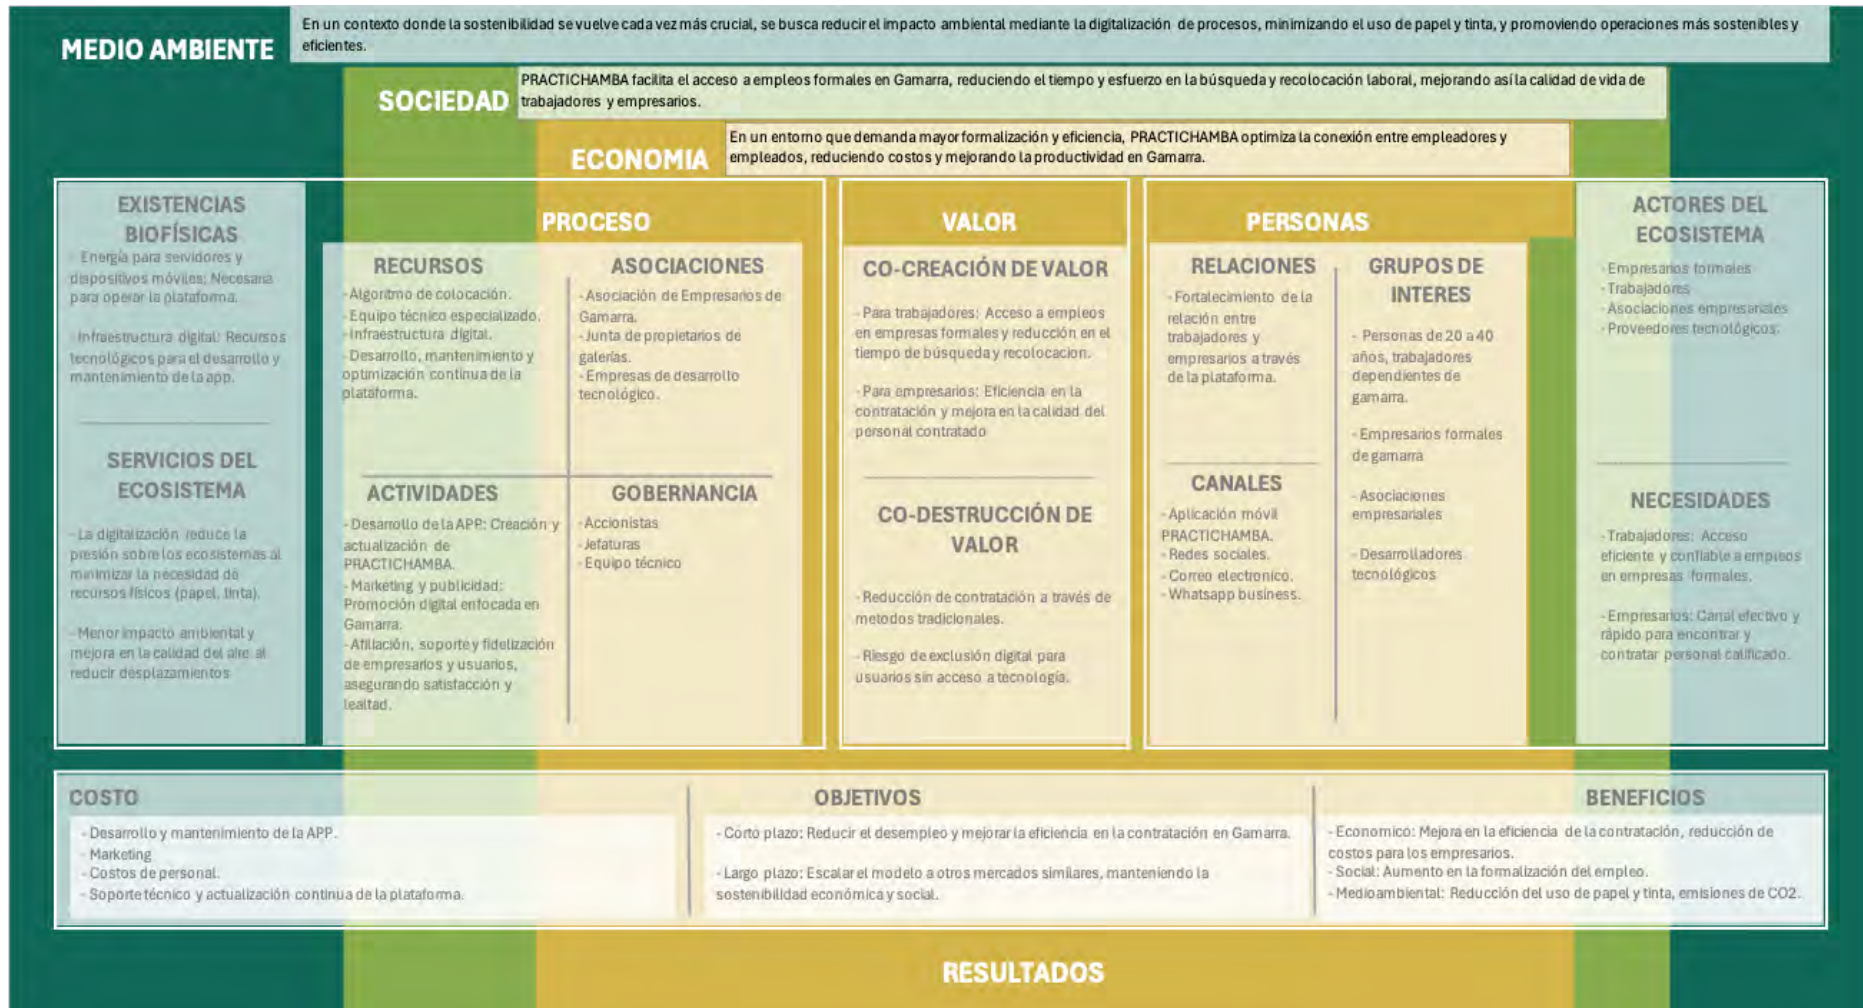 En un contexto donde la sostenibilidad se vuelve cada vez más crucial, se busca reducir el impacto ambiental mediante la digitalización de procesos, minimizando el uso de papel y tinta, y promoviendo operaciones más sostenibles y
eficientes.
MEDIO AMBIENTE
PRACTICHAMBA facilita el acceso a empleos formales en Gamarra, reduciendo el tiempo y esfuerzo en la búsqueda y recolocación laboral, mejorando así la calidad de vida de
trabajadores y empresarios.
SOCIEDAD
En un entorno que demanda mayor formalización y eficiencia, PRACTICHAMBA optimiza la conexión entre empleadores y
empleados, reduciendo costos y mejorando la productividad en Gamarra.
ECONOMIA
EXISTENCIAS
BIOFÍSICAS
- Energía para servidores y
dispositivos móviles: Necesaria
para operar la plataforma.
- Infraestructura digital: Recursos
tecnológicos para el desarrollo y
mantenimiento de la app.
SERVICIOS DEL
ECOSISTEMA
- La digitalización reduce la
presión sobre los ecosistemas al
minimizar la necesidad de
recursos físicos (papel, tinta).
- Menor impacto ambiental y
mejora en la calidad del aire al
reducir desplazamientos
PROCESO
RECURSOS
- Algoritmo de colocación.
- Equipo técnico especializado.
- Infraestructura digital.
- Desarrollo, mantenimiento y
optimización continua de la
plataforma.
ASOCIACIONES
- Asociación de Empresarios de
Gamarra.
- Junta de propietarios de
galerías.
- Empresas de desarrollo
tecnológico.
ACTIVIDADES
- Desarrollo de la APP: Creación y
actualización de
PRACTICHAMBA.
- Marketing y publicidad:
Promoción digital enfocada en
Gamarra.
- Afiliación, soporte y fidelización
de empresarios y usuarios,
asegurando satisfacción y
lealtad.
GOBERNANCIA
- Accionistas
- Jefaturas
- Equipo técnico
VALOR
CO-CREACIÓN DE VALOR
- Para trabajadores: Acceso a empleos
en empresas formales y reducción en el
tiempo de búsqueda y recolocacion.
- Para empresarios: Eficiencia en la
contratación y mejora en la calidad del
personal contratado
CO-DESTRUCCIÓN DE
VALOR
- Reducción de contratación a través de
metodos tradicionales.
- Riesgo de exclusión digital para
usuarios sin acceso a tecnología.
PERSONAS
RELACIONES
- Fortalecimiento de la
relación entre
trabajadores y
empresarios a través
de la plataforma.
GRUPOS DE
INTERES
- Personas de 20 a 40
años, trabajadores
dependientes de
gamarra.
- Empresarios formales
de gamarra
- Asociaciones
empresariales
- Desarrolladores
tecnológicos
CANALES
- Aplicación móvil
PRACTICHAMBA.
- Redes sociales.
- Correo electronico.
- Whatsapp business.
ACTORES DEL
ECOSISTEMA
- Empresarios formales
- Trabajadores
- Asociaciones empresariales
- Proveedores tecnológicos.
NECESIDADES
- Trabajadores: Acceso
eficiente y confiable a empleos
en empresas formales.
- Empresarios: Canal efectivo y
rápido para encontrar y
contratar personal calificado.
COSTO
- Desarrollo y mantenimiento de la APP.
- Marketing
- Costos de personal.
- Soporte técnico y actualización continua de la plataforma.
OBJETIVOS
- Corto plazo: Reducir el desempleo y mejorar la eficiencia en la contratación en Gamarra.
- Largo plazo: Escalar el modelo a otros mercados similares, manteniendo la
sostenibilidad económica y social.
BENEFICIOS
- Economico: Mejora en la eficiencia de la contratación, reducción de
costos para los empresarios.
- Social: Aumento en la formalización del empleo.
- Medioambiental: Reducción del uso de papel y tinta, emisiones de CO2.
RESULTADOS